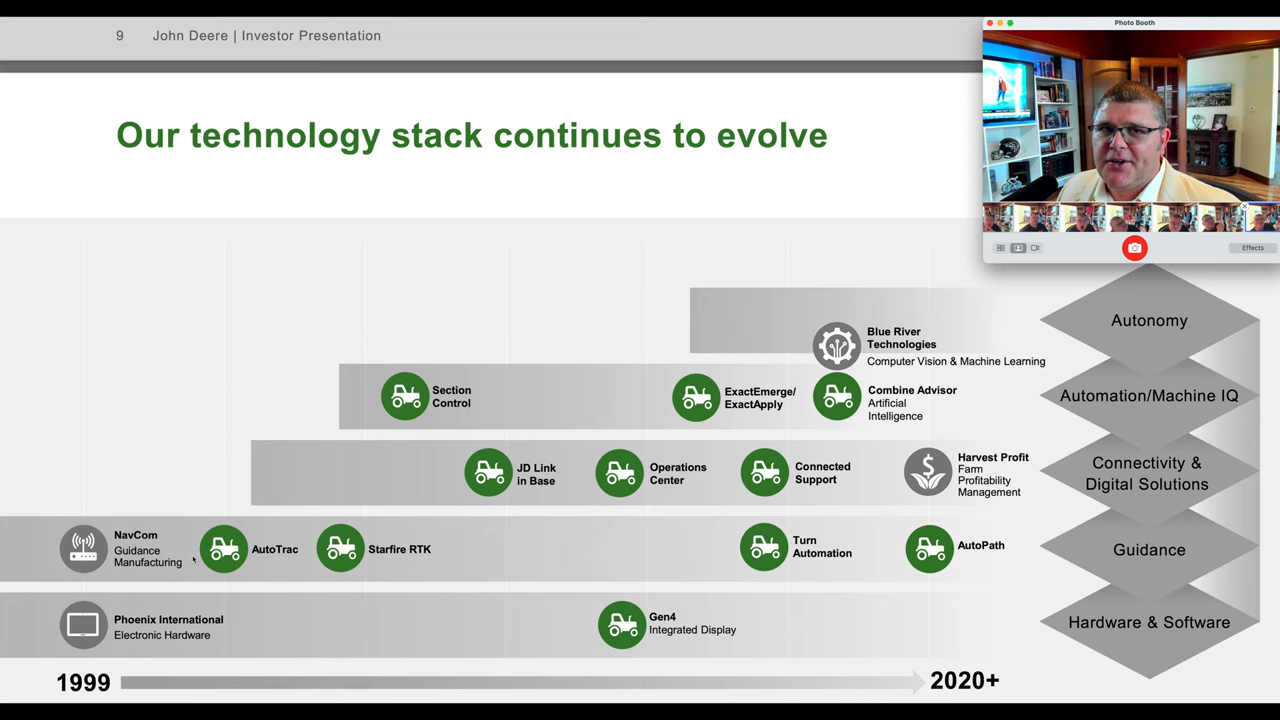 9 John Deere | Investor Presentation
Photo Booth
Effects
Our technology stack continues to evolve
Blue River
Technologies
Computer Vision & Machine Learning
Autonomy
Section
Control
ExactEmerge/
ExactApply
Combine Advisor
Artificial
Intelligence
Automation/Machine IQ
JD Link
in Base
Operations
Center
Connected
Support
Harvest Profit
Farm
Profitability
Management
Connectivity &
Digital Solutions
NavCom
Guidance
Manufacturing
AutoTrac
Starfire RTK
Turn
Automation
AutoPath
Guidance
Phoenix International
Electronic Hardware
Gen4
Integrated Display
Hardware & Software
1999
2020+